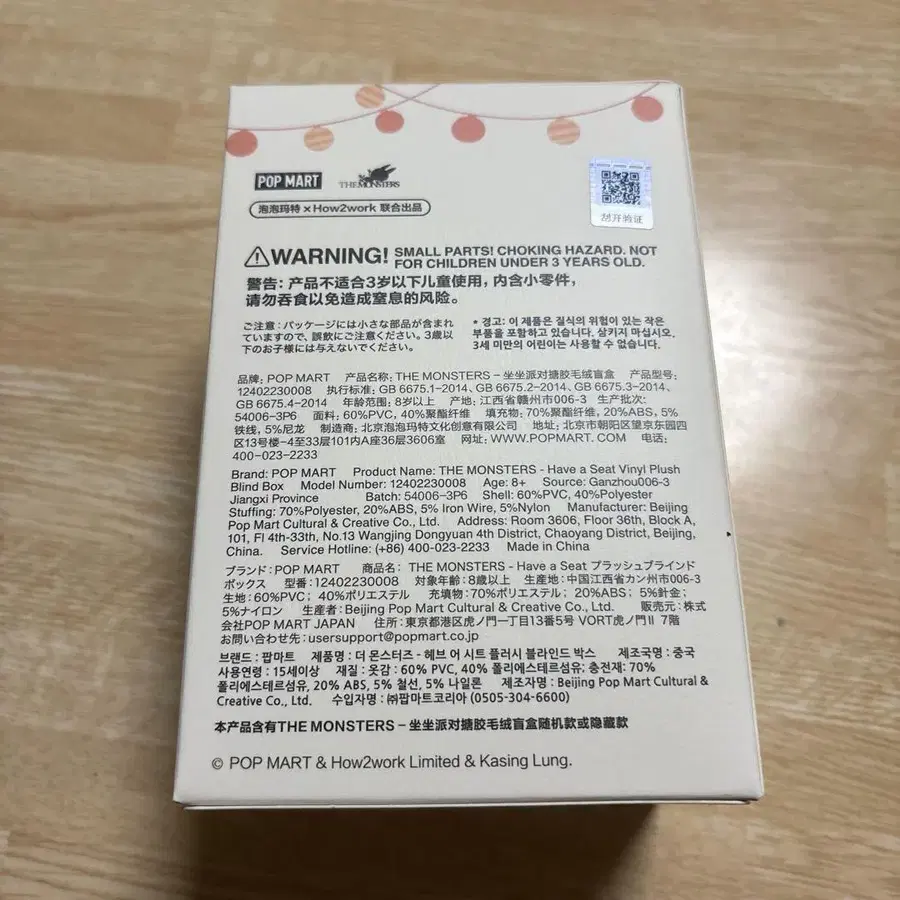 POP MART THE MONSTERS
泡泡玛特 × How2work 联合出品
刮开验证
WARNING! SMALL PARTS! CHOKING HAZARD. NOT
FOR CHILDREN UNDER 3 YEARS OLD.
警告：产品不适合3岁以下儿童使用，内含小零件，
请勿吞食以免造成窒息的风险。
ご注意：パッケージには小さな部品が含まれ
ていますので、誤飲にご注意ください。3歳以
下のお子様には与えないでください。
* 경고: 이 제품은 질식의 위험이 있는 작은
부품을 포함하고 있습니다. 삼키지 마십시오.
3세 미만의 어린이는 사용할 수 없습니다.
品牌：POP MART 产品名称：THE MONSTERS – 坐坐派对搪胶毛绒盲盒 产品型号：
12402230008 执行标准：GB 6675.1-2014、GB 6675.2-2014、GB 6675.3-2014、
GB 6675.4-2014 年龄范围：8岁以上 产地：江西省赣州市006-3 生产批次：
54006-3P6 面料：60%PVC，40%聚酯纤维 填充物：70%聚酯纤维，20%ABS，5%
铁线，5%尼龙 制造商：北京泡泡玛特文化创意有限公司 地址：北京市朝阳区望京东园四
区13号楼-4至33层101内A座36层3606室 网址：WWW.POPMART.COM 电话：
400-023-2233
Brand: POP MART Product Name: THE MONSTERS - Have a Seat Vinyl Plush
Blind Box Model Number: 12402230008 Age: 8+ Source: Ganzhou006-3
Jiangxi Province Batch: 54006-3P6 Shell: 60%PVC, 40%Polyester
Stuffing: 70%Polyester, 20%ABS, 5% Iron Wire, 5%Nylon Manufacturer: Beijing
Pop Mart Cultural & Creative Co., Ltd. Address: Room 3606, Floor 36th, Block A,
101, Fl 4th-33th, No.13 Wangjing Dongyuan 4th District, Chaoyang District, Beijing,
China. Service Hotline: (+86) 400-023-2233 Made in China
ブランド：POP MART 商品名：THE MONSTERS - Have a Seat プラッシュブラインド
ボックス 型番：12402230008 対象年齢：8歳以上 生産地：中国江西省カン州市006-3
生地：60%PVC；40%ポリエステル 充填物：70%ポリエステル；20%ABS；5%針金；
5%ナイロン 生産者：Beijing Pop Mart Cultural & Creative Co., Ltd. 販売元：株式
会社POP MART JAPAN 住所：東京都港区虎ノ門一丁目13番5号 VORT虎ノ門II 7階
お問い合わせ先：usersupport@popmart.co.jp
브랜드 : 팝마트 제품명 : 더 몬스터즈 - 헤브 어 시트 플러시 블라인드 박스 제조국명 : 중국
사용연령 : 15세이상 재질 : 옷감 : 60% PVC, 40% 폴리에스테르섬유; 충전재: 70%
폴리에스테르섬유, 20% ABS, 5% 철선, 5% 나일론 제조자명 : Beijing Pop Mart Cultural &
Creative Co., Ltd. 수입자명 : ㈜팝마트코리아 (0505-304-6600)
本产品含有THE MONSTERS – 坐坐派对搪胶毛绒盲盒随机款或隐藏款
© POP MART & How2work Limited & Kasing Lung.